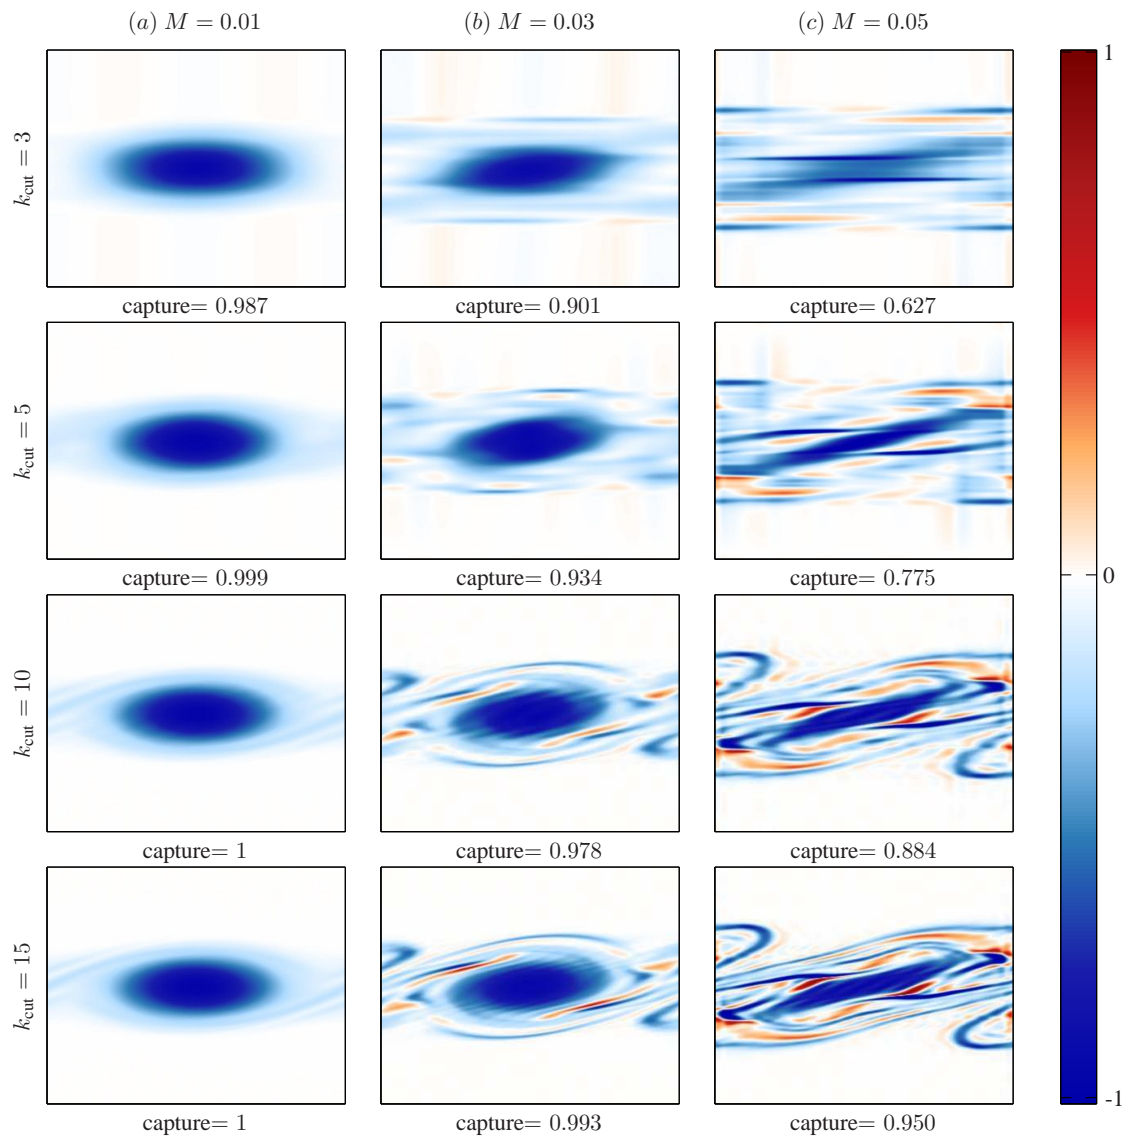 (a) M = 0.01
(b) M = 0.03
(c) M = 0.05
1
k_cut = 3
capture= 0.987
capture= 0.901
capture= 0.627
k_cut = 5
capture= 0.999
capture= 0.934
capture= 0.775
0
k_cut = 10
capture= 1
capture= 0.978
capture= 0.884
k_cut = 15
capture= 1
capture= 0.993
capture= 0.950
-1